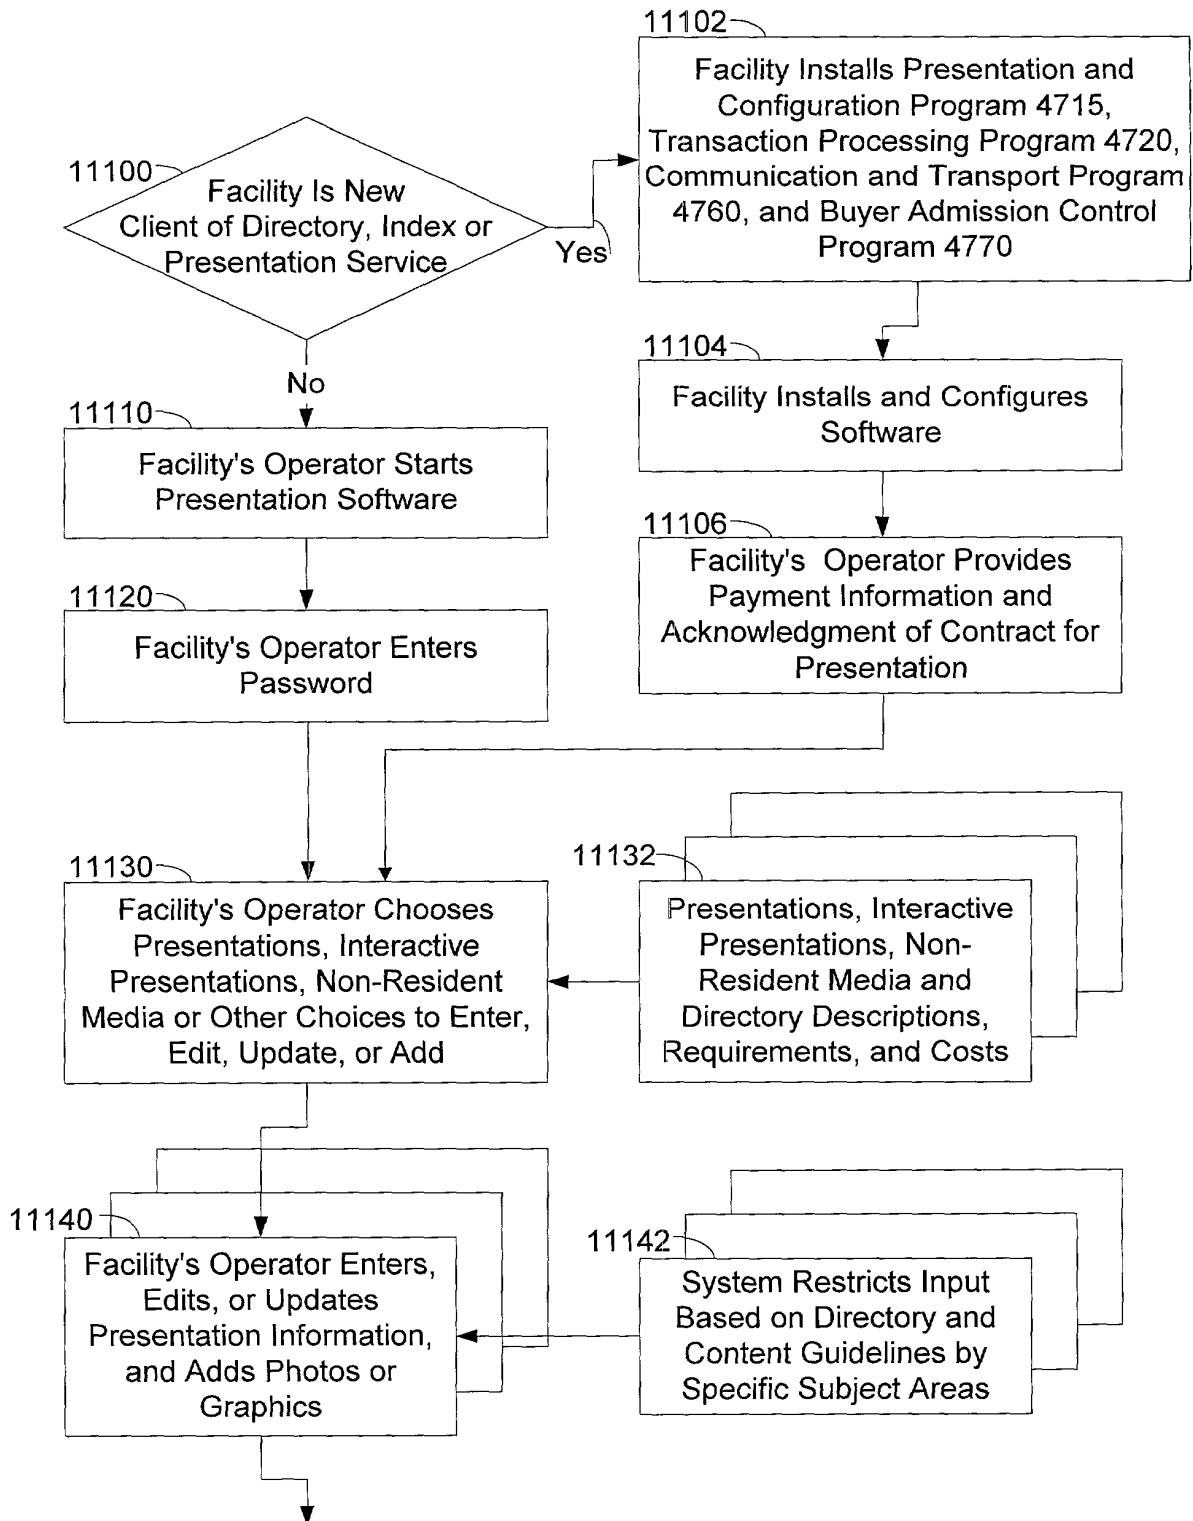 11102
Facility Installs Presentation and
Configuration Program 4715,
Transaction Processing Program 4720,
Communication and Transport Program
4760, and Buyer Admission Control
Program 4770
11100
Facility Is New
Client of Directory, Index or
Presentation Service
Yes
No
11104
Facility Installs and Configures
Software
11110
Facility's Operator Starts
Presentation Software
11106
Facility's Operator Provides
Payment Information and
Acknowledgment of Contract for
Presentation
11120
Facility's Operator Enters
Password
11130
Facility's Operator Chooses
Presentations, Interactive
Presentations, Non-Resident
Media or Other Choices to Enter,
Edit, Update, or Add
11132
Presentations, Interactive
Presentations, Non-
Resident Media and
Directory Descriptions,
Requirements, and Costs
11140
Facility's Operator Enters,
Edits, or Updates
Presentation Information,
and Adds Photos or
Graphics
11142
System Restricts Input
Based on Directory and
Content Guidelines by
Specific Subject Areas